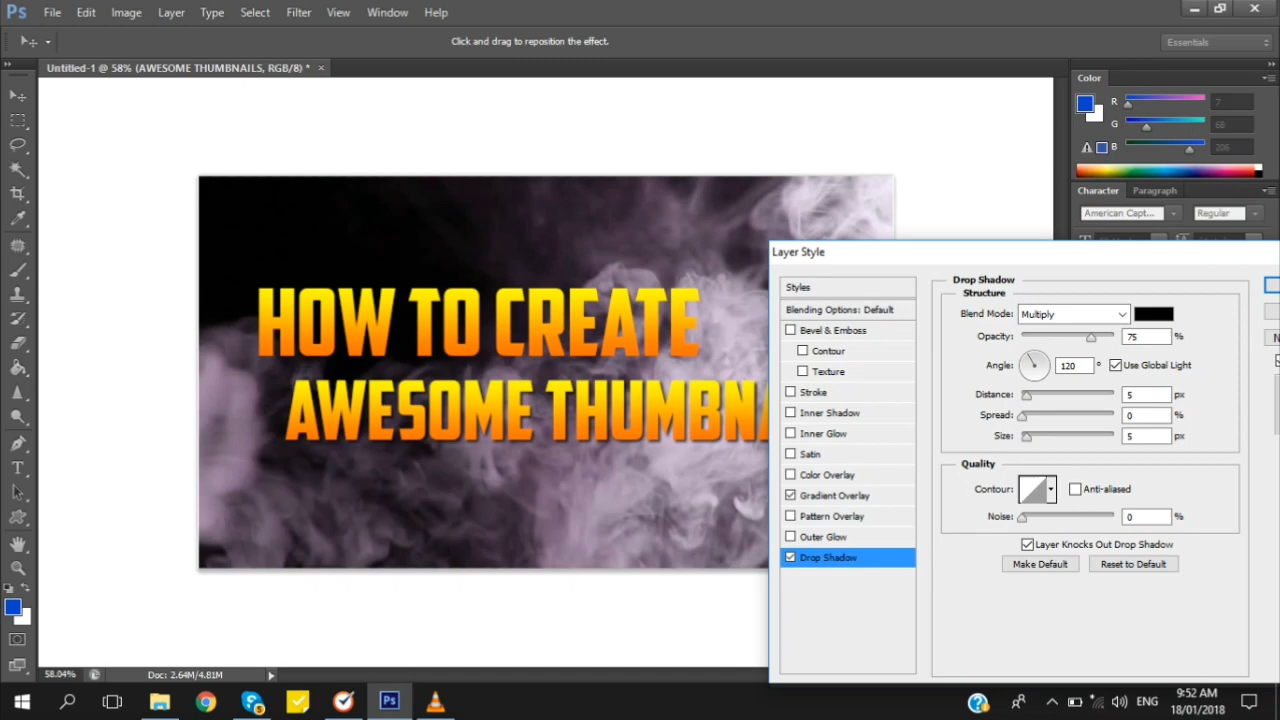 Ps File Edit Image Layer Type Select Filter View Window Help
Click and drag to reposition the effect.
Essentials
Untitled-1 @ 58% (AWESOME THUMBNAILS, RGB/8) * ×
Color
R 7
G 68
B 206
Character Paragraph
American Capt... Regular
HOW TO CREATE
AWESOME THUMBNA
Layer Style
Styles
Blending Options: Default
Bevel & Emboss
Contour
Texture
Stroke
Inner Shadow
Inner Glow
Satin
Color Overlay
Gradient Overlay
Pattern Overlay
Outer Glow
Drop Shadow
Drop Shadow
Structure
Blend Mode: Multiply
Opacity: 75 %
Angle: 120 ° Use Global Light
Distance: 5 px
Spread: 0 %
Size: 5 px
Quality
Contour: Anti-aliased
Noise: 0 %
Layer Knocks Out Drop Shadow
Make Default Reset to Default
58.04% Doc: 2.64M/4.81M
Ps
ENG
9:52 AM
18/01/2018